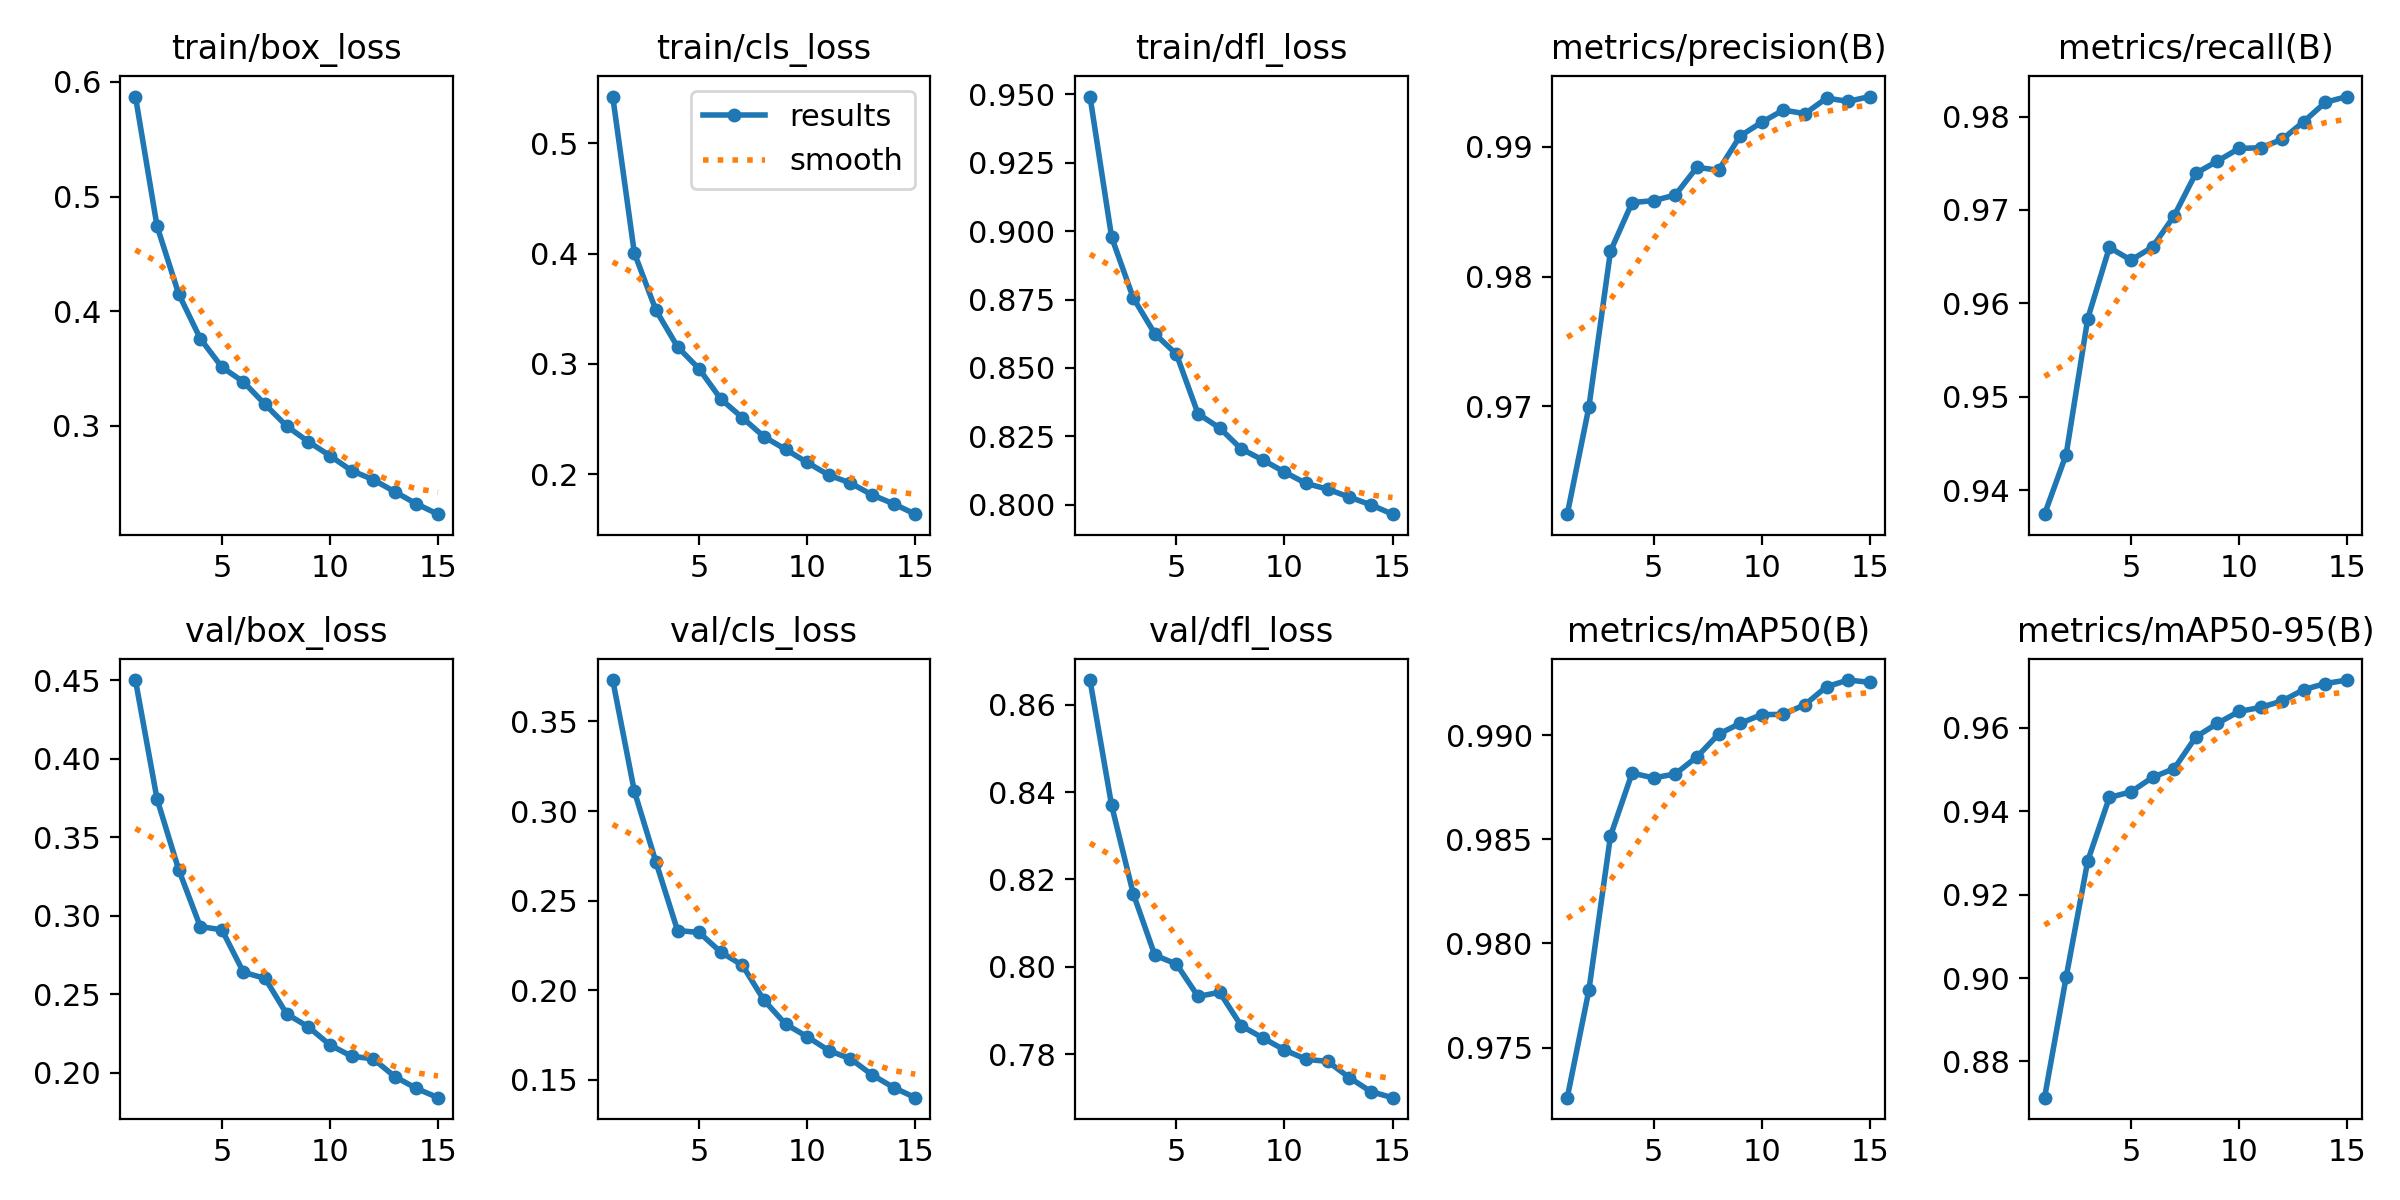 train/box_loss
0.6
0.5
0.4
0.3
5 10 15
train/cls_loss
results
smooth
0.5
0.4
0.3
0.2
5 10 15
train/dfl_loss
0.950
0.925
0.900
0.875
0.850
0.825
0.800
5 10 15
metrics/precision(B)
0.99
0.98
0.97
5 10 15
metrics/recall(B)
0.98
0.97
0.96
0.95
0.94
5 10 15
val/box_loss
0.45
0.40
0.35
0.30
0.25
0.20
5 10 15
val/cls_loss
0.35
0.30
0.25
0.20
0.15
5 10 15
val/dfl_loss
0.86
0.84
0.82
0.80
0.78
5 10 15
metrics/mAP50(B)
0.990
0.985
0.980
0.975
5 10 15
metrics/mAP50-95(B)
0.96
0.94
0.92
0.90
0.88
5 10 15